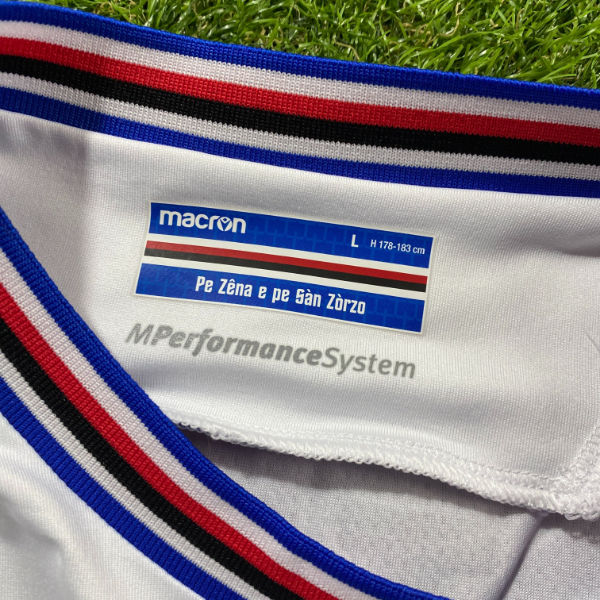 macron
L H 178-183 cm
Pe Zêna e pe Sàn Zòrzo
MPerformanceSystem